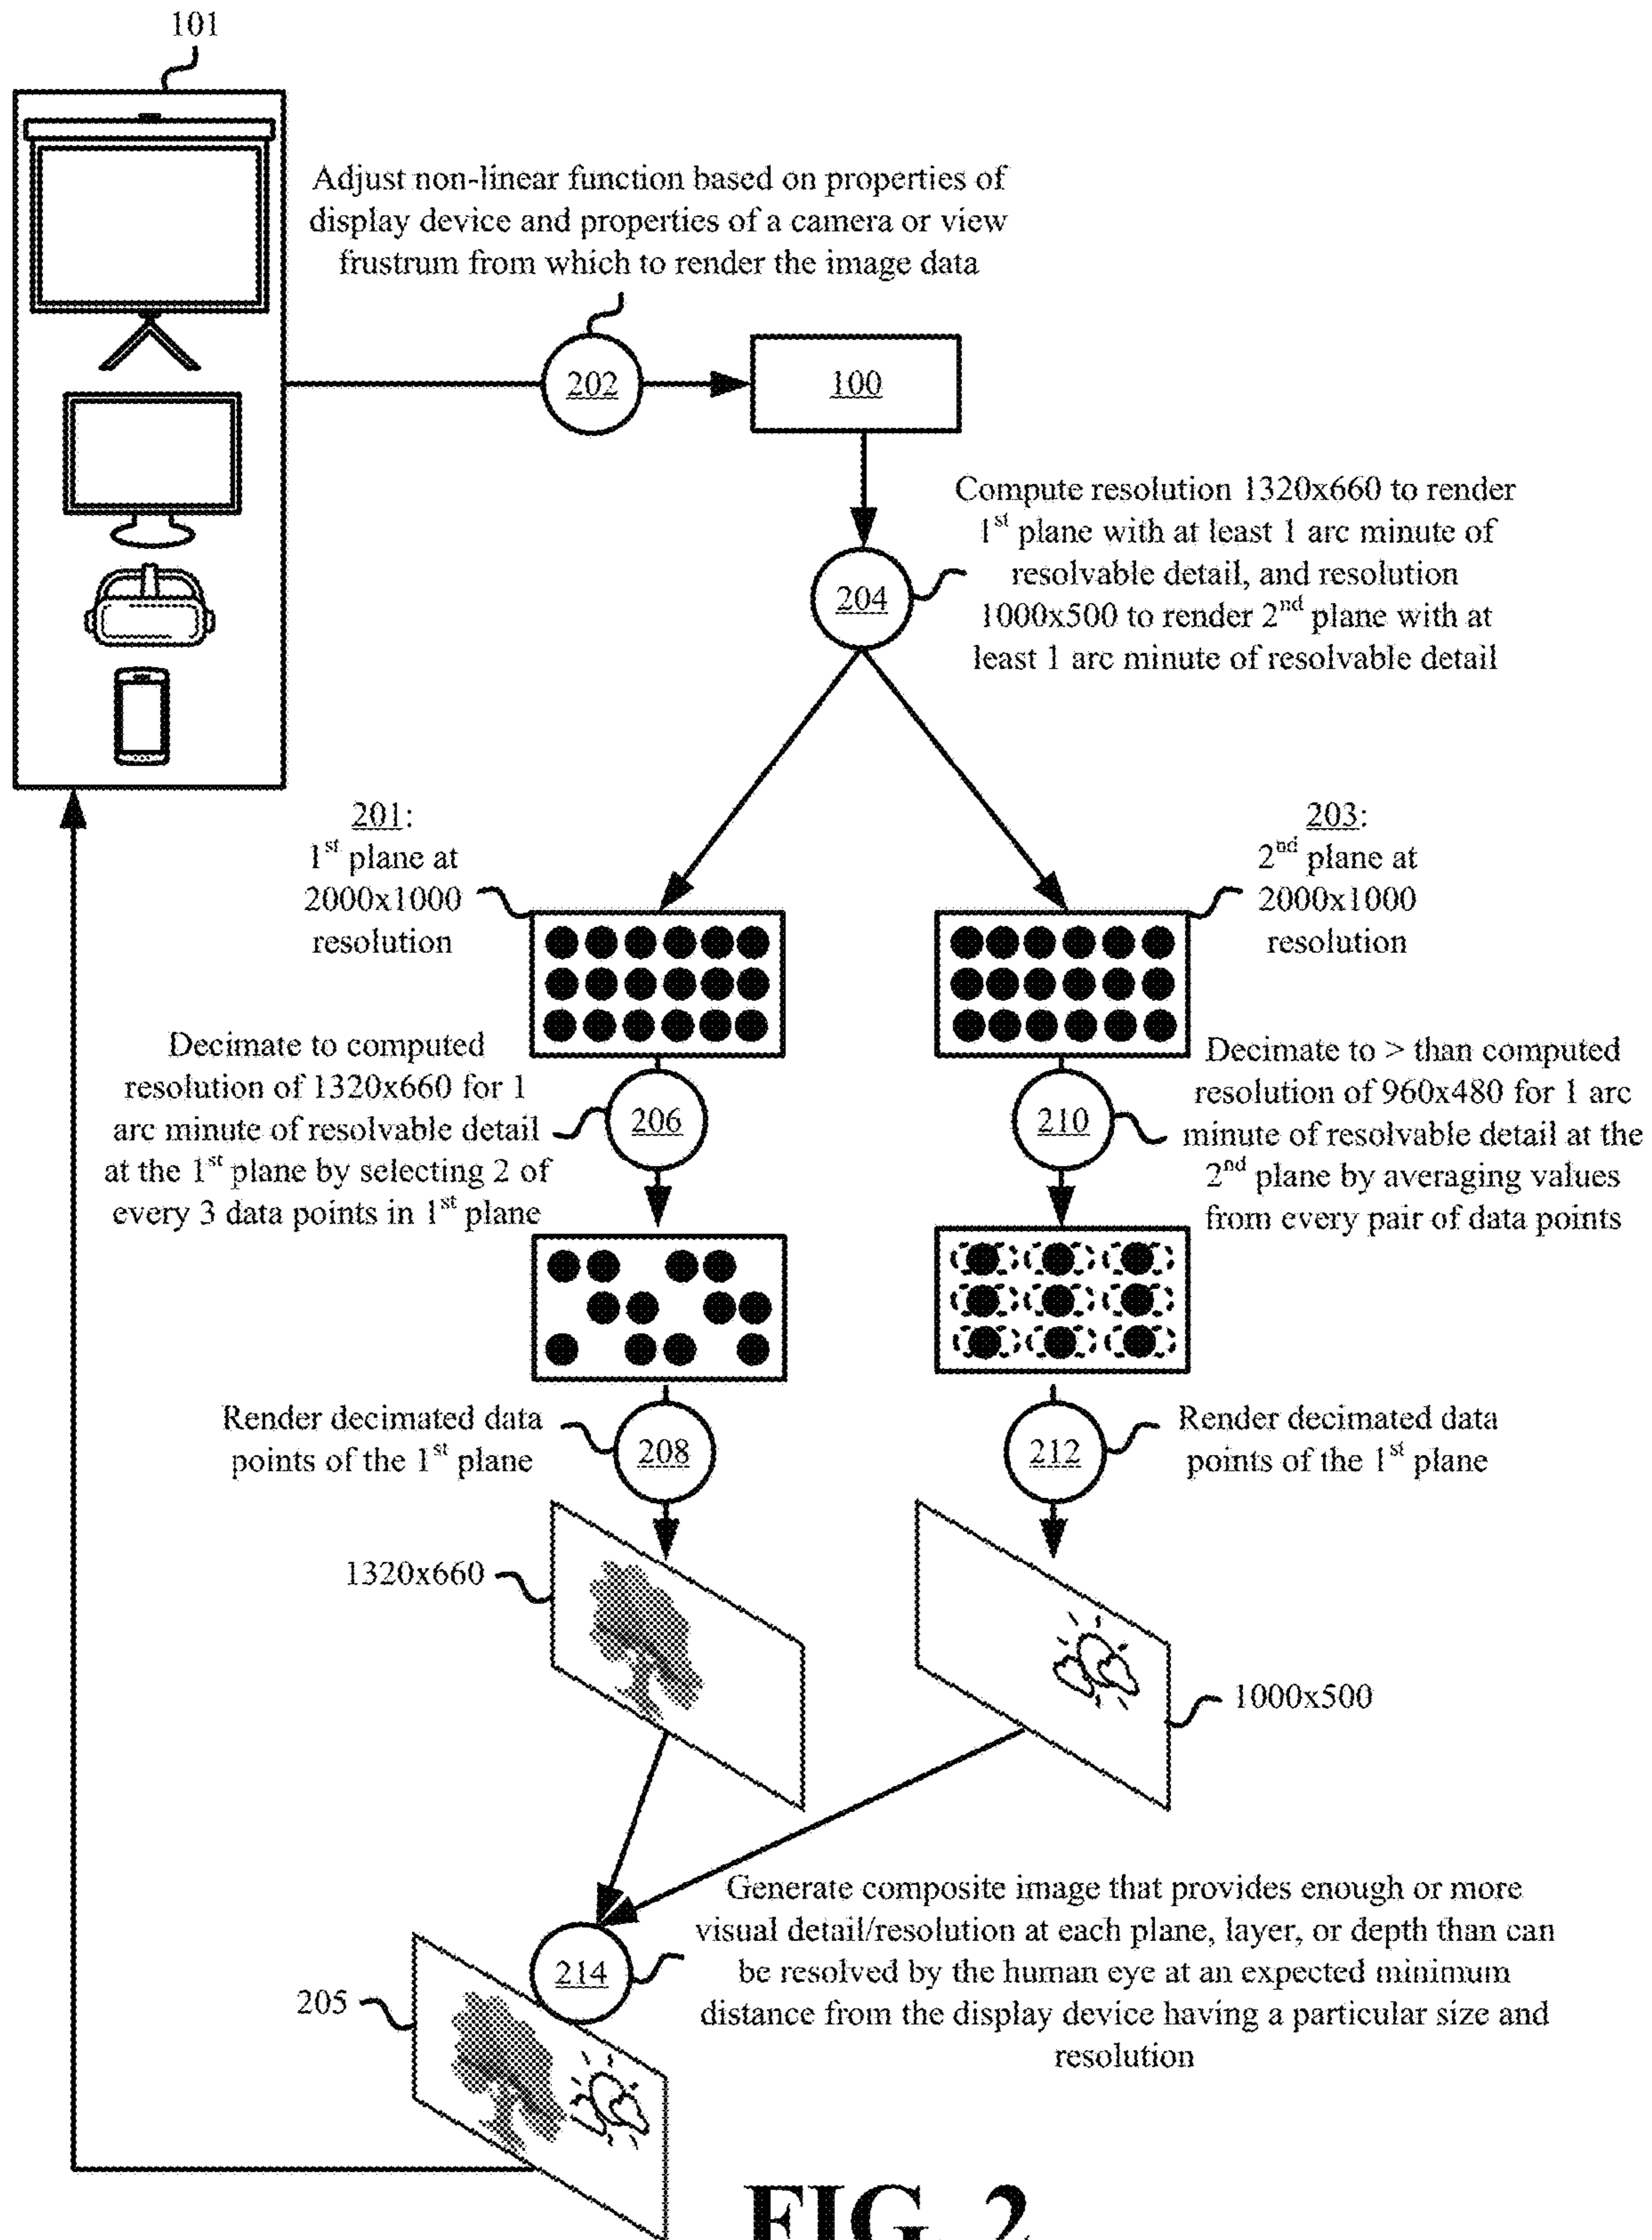 101
Adjust non-linear function based on properties of
display device and properties of a camera or view
frustrum from which to render the image data
202
100
Compute resolution 1320x660 to render
1st plane with at least 1 arc minute of
resolvable detail, and resolution
1000x500 to render 2nd plane with at
least 1 arc minute of resolvable detail
204
201:
1st plane at
2000x1000
resolution
203:
2nd plane at
2000x1000
resolution
Decimate to computed
resolution of 1320x660 for 1
arc minute of resolvable detail
at the 1st plane by selecting 2 of
every 3 data points in 1st plane
206
210
Decimate to > than computed
resolution of 960x480 for 1 arc
minute of resolvable detail at the
2nd plane by averaging values
from every pair of data points
Render decimated data
points of the 1st plane
208
212
Render decimated data
points of the 1st plane
1320x660
1000x500
Generate composite image that provides enough or more
visual detail/resolution at each plane, layer, or depth than can
be resolved by the human eye at an expected minimum
distance from the display device having a particular size and
resolution
214
205
FIG. 2